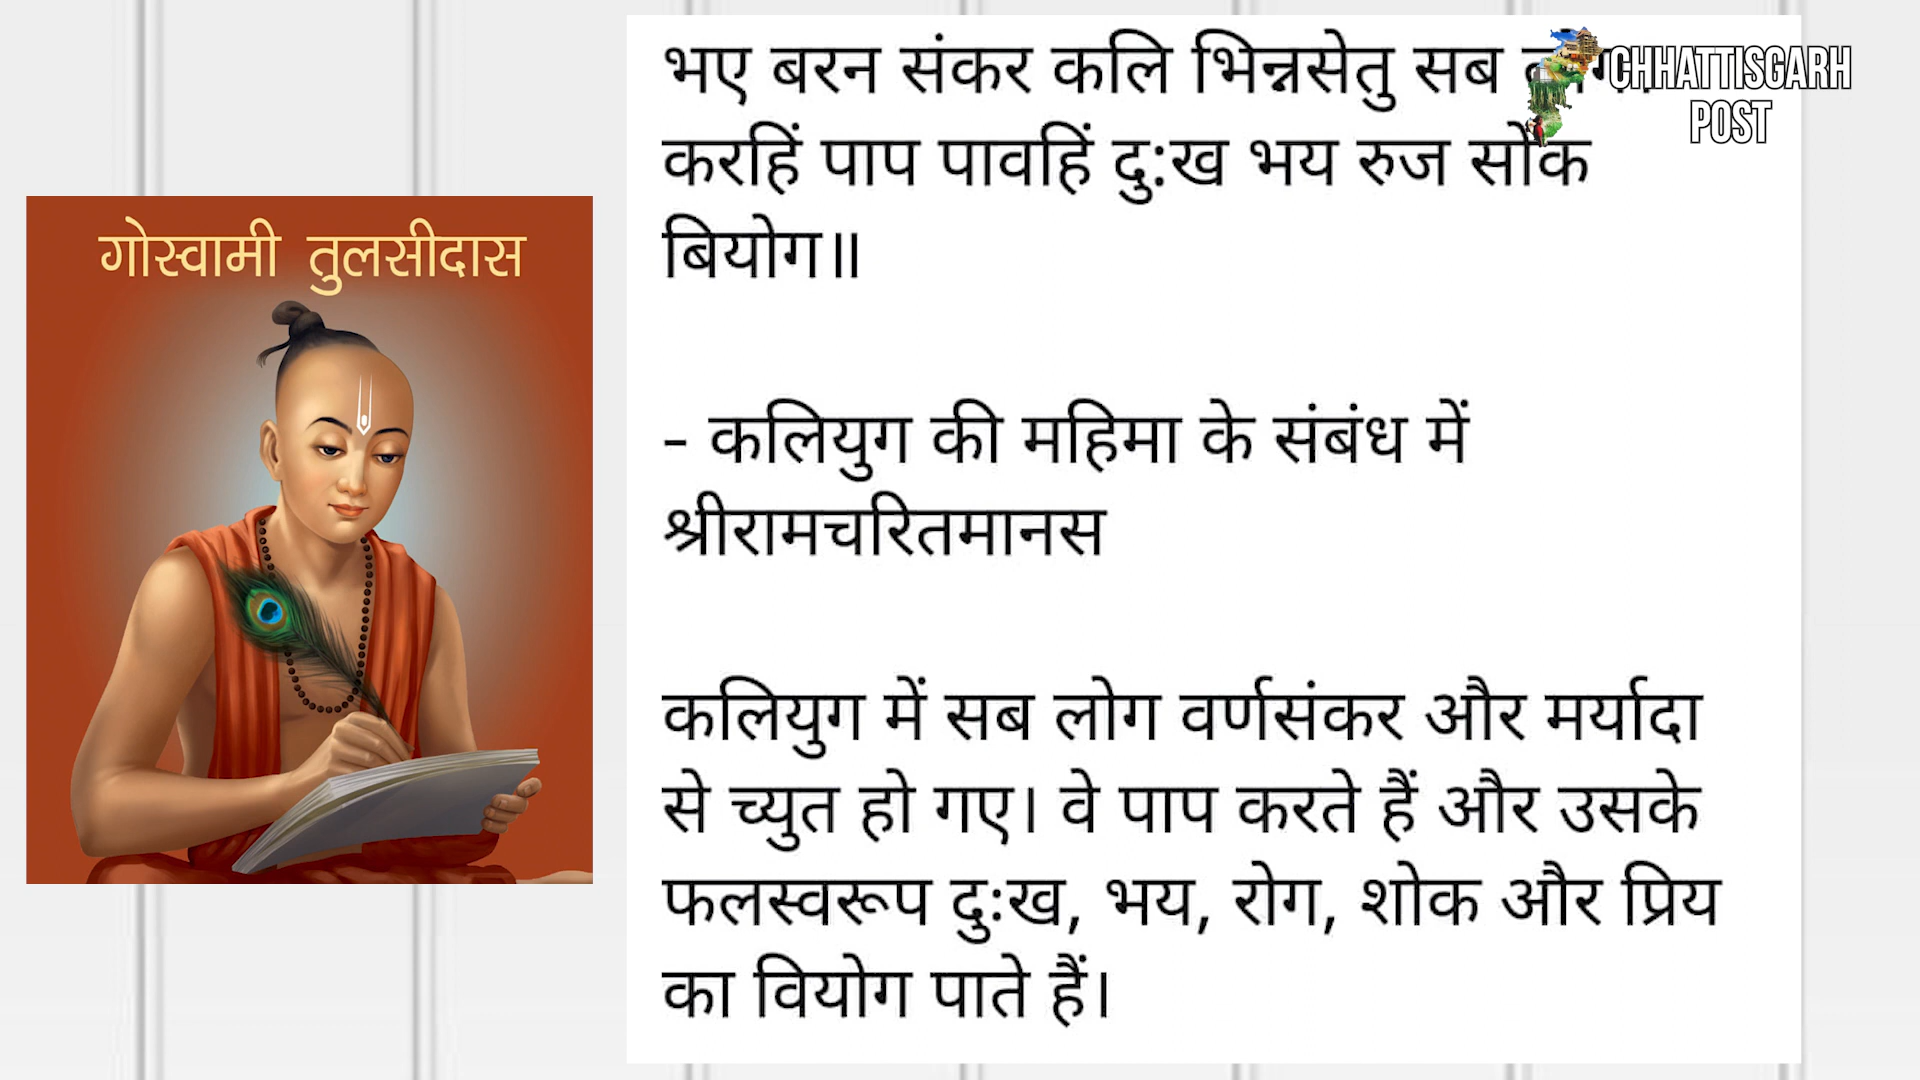 गोस्वामी तुलसीदास
भए बरन संकर कलि भिन्नसेतु सब
करहिं पाप पावहिं दु:ख भय रुज सोक
बियोग॥
- कलियुग की महिमा के संबंध में
श्रीरामचरितमानस
कलियुग में सब लोग वर्णसंकर और मर्यादा
से च्युत हो गए। वे पाप करते हैं और उसके
फलस्वरूप दुःख, भय, रोग, शोक और प्रिय
का वियोग पाते हैं।
CHHATTISGARH
POST